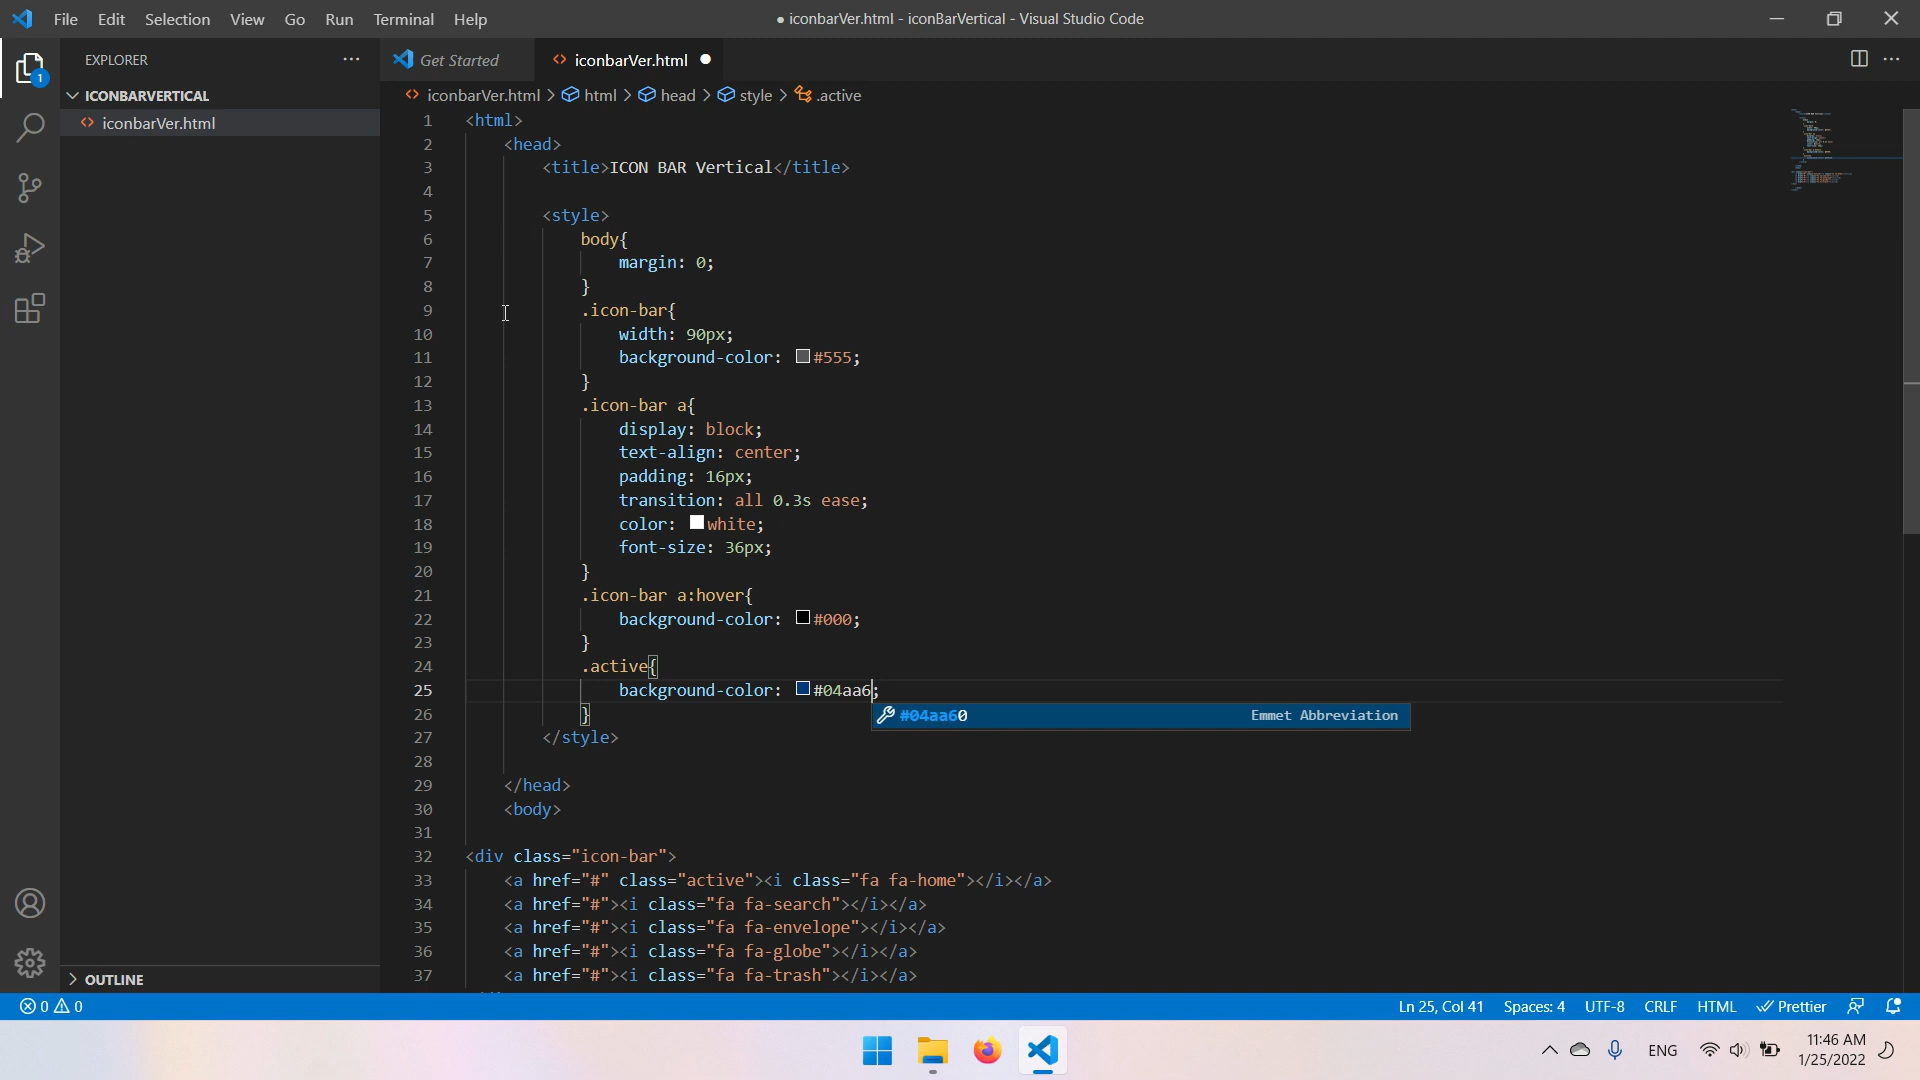 File Edit Selection View Go Run Terminal Help
● iconbarVer.html - iconBarVertical - Visual Studio Code
EXPLORER
1
ICONBARVERTICAL
iconbarVer.html
OUTLINE
Get Started
iconbarVer.html
iconbarVer.html > html > head > style > .active
1 <html>
2 <head>
3 <title>ICON BAR Vertical</title>
4
5 <style>
6 body{
7 margin: 0;
8 }
9 .icon-bar{
10 width: 90px;
11 background-color: #555;
12 }
13 .icon-bar a{
14 display: block;
15 text-align: center;
16 padding: 16px;
17 transition: all 0.3s ease;
18 color: white;
19 font-size: 36px;
20 }
21 .icon-bar a:hover{
22 background-color: #000;
23 }
24 .active{
25 background-color: #04aa6;
#04aa60 Emmet Abbreviation
26 }
27 </style>
28
29 </head>
30 <body>
31
32 <div class="icon-bar">
33 <a href="#" class="active"><i class="fa fa-home"></i></a>
34 <a href="#"><i class="fa fa-search"></i></a>
35 <a href="#"><i class="fa fa-envelope"></i></a>
36 <a href="#"><i class="fa fa-globe"></i></a>
37 <a href="#"><i class="fa fa-trash"></i></a>
0 0
Ln 25, Col 41 Spaces: 4 UTF-8 CRLF HTML Prettier
ENG
11:46 AM
1/25/2022